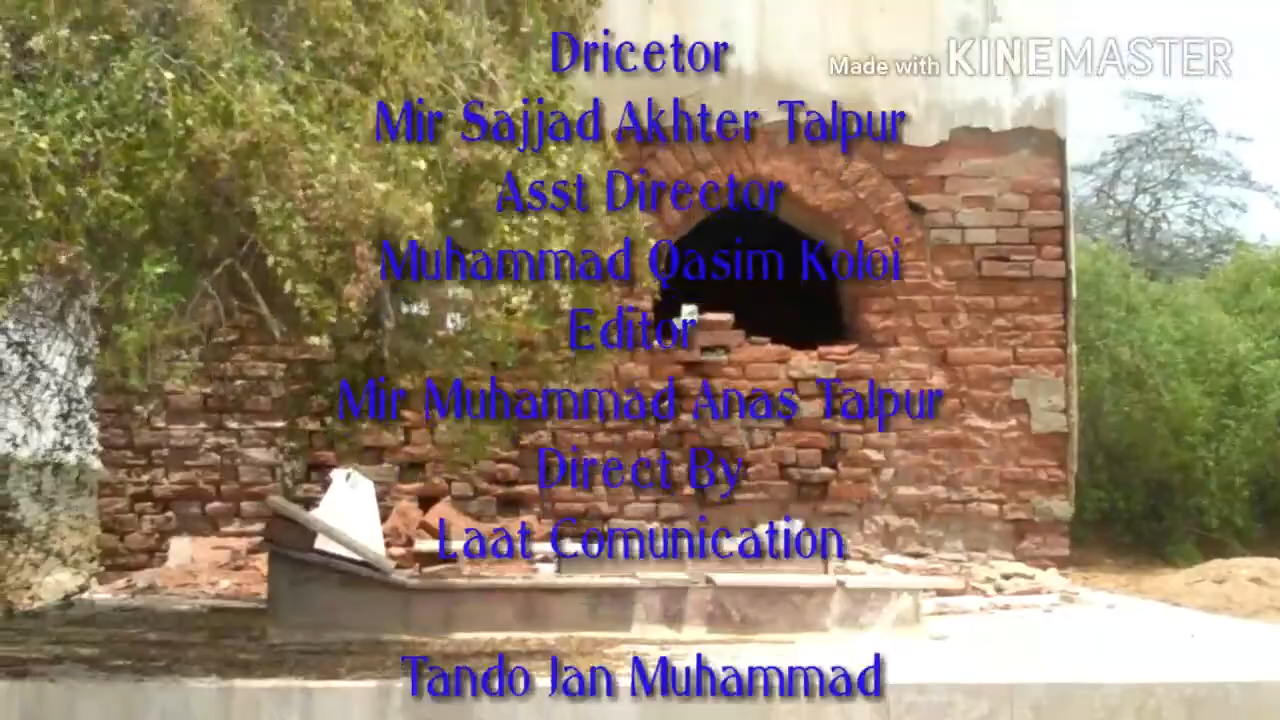 Dricetor
Made with KINEMASTER
Mir Sajjad Akhter Talpur
Asst Director
Muhammad Qasim Koloi
Editor
Mir Muhammad Anas Talpur
Direct By
Laat Comunication
Tando Jan Muhammad